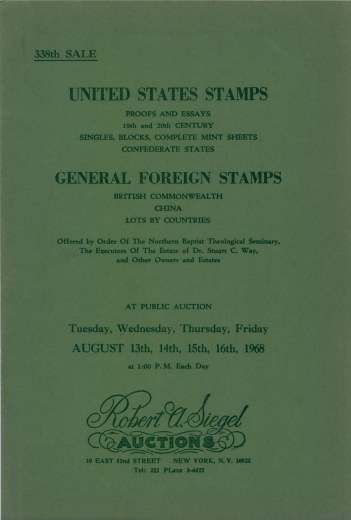 338th SALE
UNITED STATES STAMPS
PROOFS AND ESSAYS
19th and 20th CENTURY
SINGLES, BLOCKS, COMPLETE MINT SHEETS
CONFEDERATE STATES
GENERAL FOREIGN STAMPS
BRITISH COMMONWEALTH
CHINA
LOTS BY COUNTRIES
Offered by Order Of The Northern Baptist Theological Seminary,
The Executors Of The Estate of Dr. Stuart C. Way,
and Other Owners and Estates
AT PUBLIC AUCTION
Tuesday, Wednesday, Thursday, Friday
AUGUST 13th, 14th, 15th, 16th, 1968
at 1:00 P.M. Each Day
Robert A. Siegel
AUCTIONS
10 EAST 52nd STREET NEW YORK, N.Y. 10022
Tel: 212 PLaza